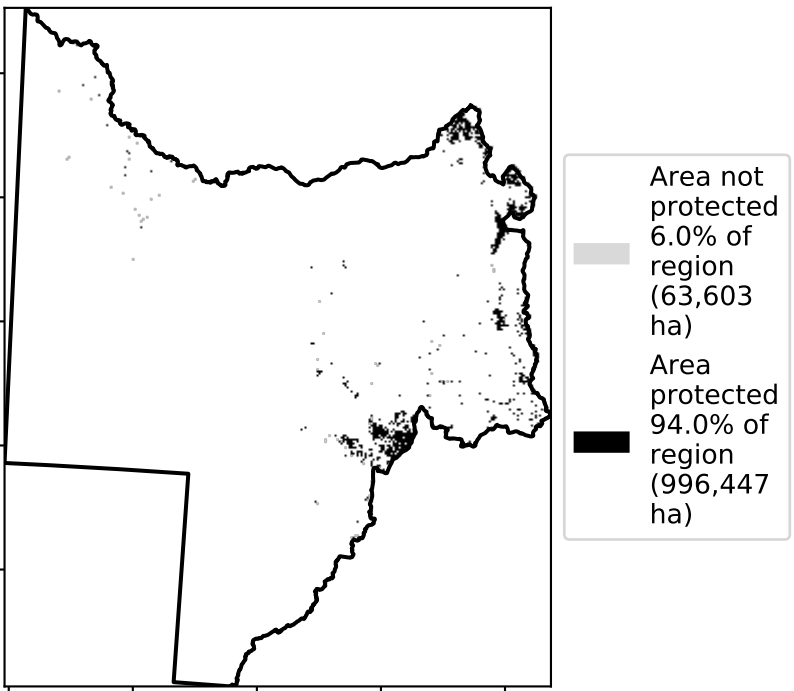 Area not
protected
6.0% of
region
(63,603
ha)
Area
protected
94.0% of
region
(996,447
ha)